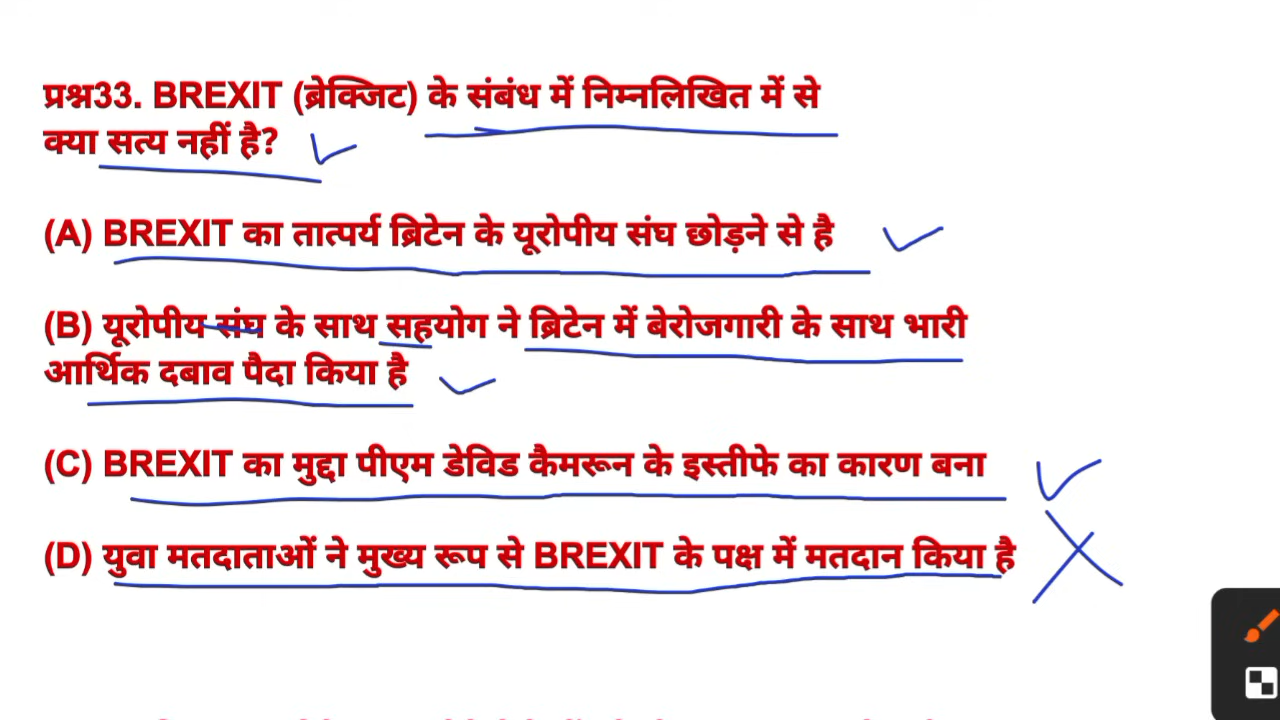 प्रश्न33. BREXIT (ब्रेक्जिट) के संबंध में निम्नलिखित में से
क्या सत्य नहीं है?
(A) BREXIT का तात्पर्य ब्रिटेन के यूरोपीय संघ छोड़ने से है
(B) यूरोपीय संघ के साथ सहयोग ने ब्रिटेन में बेरोजगारी के साथ भारी
आर्थिक दबाव पैदा किया है
(C) BREXIT का मुद्दा पीएम डेविड कैमरून के इस्तीफे का कारण बना
(D) युवा मतदाताओं ने मुख्य रूप से BREXIT के पक्ष में मतदान किया है